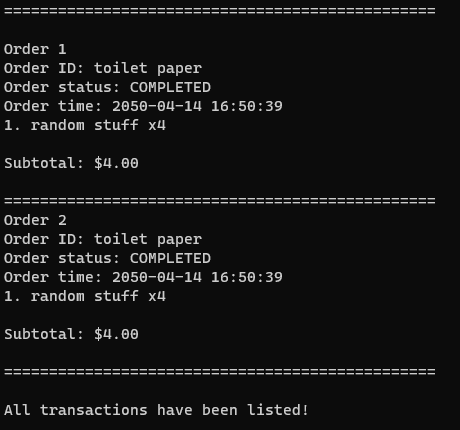 ================================================
Order 1
Order ID: toilet paper
Order status: COMPLETED
Order time: 2050-04-14 16:50:39
1. random stuff x4
Subtotal: $4.00
================================================
Order 2
Order ID: toilet paper
Order status: COMPLETED
Order time: 2050-04-14 16:50:39
1. random stuff x4
Subtotal: $4.00
================================================
All transactions have been listed!